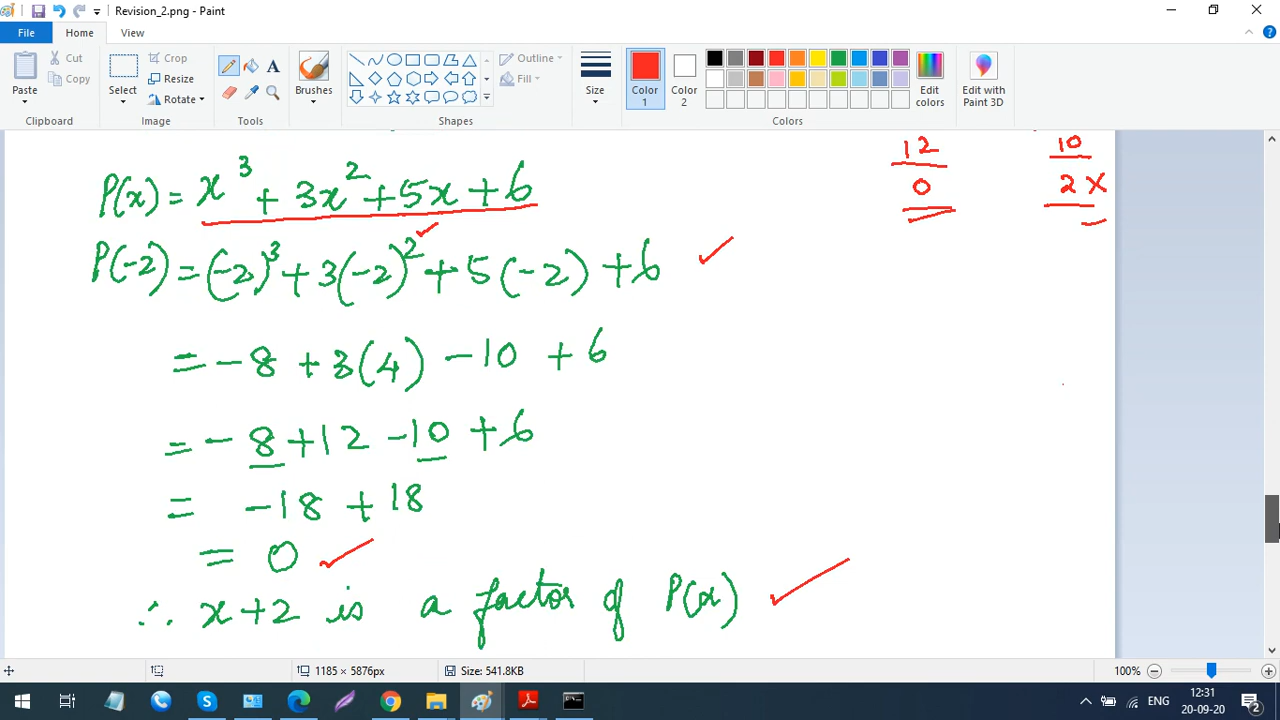 Revision_2.png - Paint
File Home View
Paste
Cut
Copy
Clipboard
Select
Crop
Resize
Rotate
Image
A
Tools
Brushes
Outline
Fill
Shapes
Size
Color 1
Color 2
Edit colors
Edit with Paint 3D
Colors
12
0
10
2 X
P(x) = x³ + 3x² + 5x + 6
P(-2) = (-2)³ + 3(-2)² + 5(-2) + 6
= -8 + 3(4) -10 + 6
= -8 + 12 -10 + 6
= -18 + 18
= 0
∴ x+2 is a factor of P(x)
1185 × 5876px
Size: 541.8KB
100%
ENG
12:31
20-09-20
2